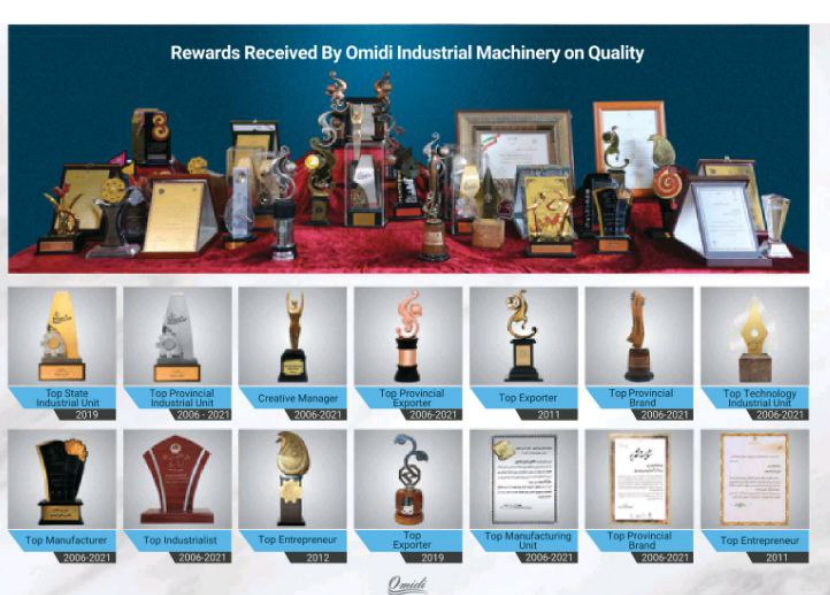 Rewards Received By Omidi Industrial Machinery on Quality
Top State
Industrial Unit
2019
Top Provincial
Industrial Unit
2006 - 2021
Creative Manager
2006-2021
Top Provincial
Exporter
2006-2021
Top Exporter
2011
Top Provincial
Brand
2006-2021
Top Technology
Industrial Unit
2006-2021
Top Manufacturer
2006-2021
Top Industrialist
2006-2021
Top Entrepreneur
2012
Top
Exporter
2019
Top Manufacturing
Unit
2006-2021
Top Provincial
Brand
2006-2021
Top Entrepreneur
2011
Omidi